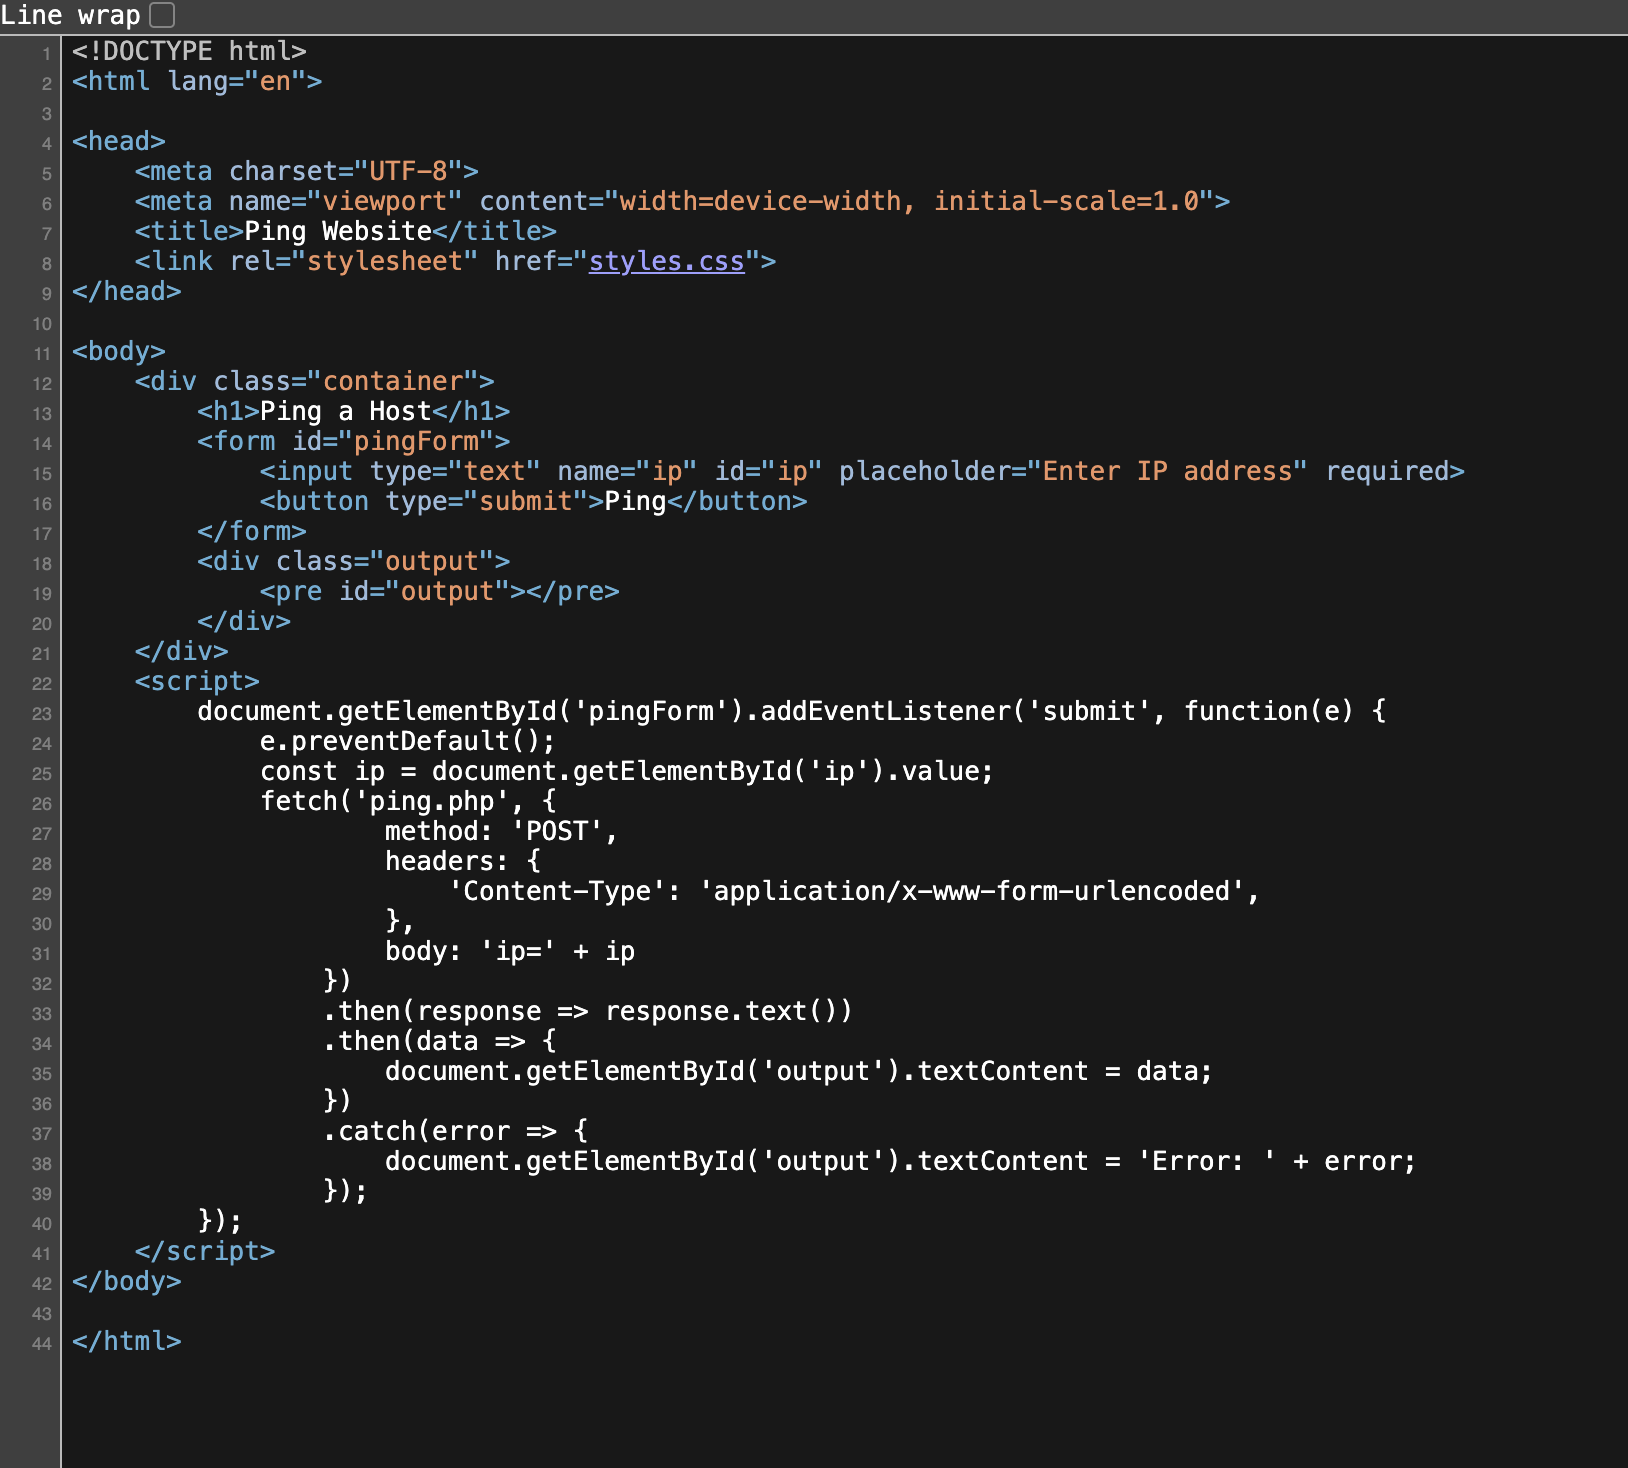 Line wrap
1 <!DOCTYPE html>
2 <html lang="en">
3
4 <head>
5     <meta charset="UTF-8">
6     <meta name="viewport" content="width=device-width, initial-scale=1.0">
7     <title>Ping Website</title>
8     <link rel="stylesheet" href="styles.css">
9 </head>
10
11 <body>
12     <div class="container">
13         <h1>Ping a Host</h1>
14         <form id="pingForm">
15             <input type="text" name="ip" id="ip" placeholder="Enter IP address" required>
16             <button type="submit">Ping</button>
17         </form>
18         <div class="output">
19             <pre id="output"></pre>
20         </div>
21     </div>
22     <script>
23         document.getElementById('pingForm').addEventListener('submit', function(e) {
24             e.preventDefault();
25             const ip = document.getElementById('ip').value;
26             fetch('ping.php', {
27                     method: 'POST',
28                     headers: {
29                         'Content-Type': 'application/x-www-form-urlencoded',
30                     },
31                     body: 'ip=' + ip
32                 })
33                 .then(response => response.text())
34                 .then(data => {
35                     document.getElementById('output').textContent = data;
36                 })
37                 .catch(error => {
38                     document.getElementById('output').textContent = 'Error: ' + error;
39                 });
40         });
41     </script>
42 </body>
43
44 </html>